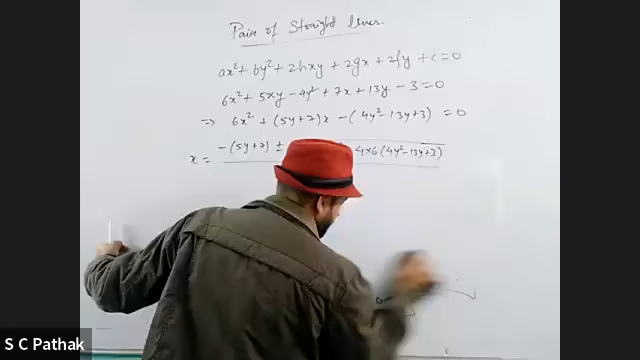 Pair of Straight lines.
ax² + by² + 2hxy + 2gx + 2fy + c = 0
6x² + 5xy - 4y² + 7x + 13y - 3 = 0
⇒ 6x² + (5y+7)x - (4y² - 13y + 3) = 0
x = -(5y+7) ± 4×6(4y² - 13y + 3)
S C Pathak